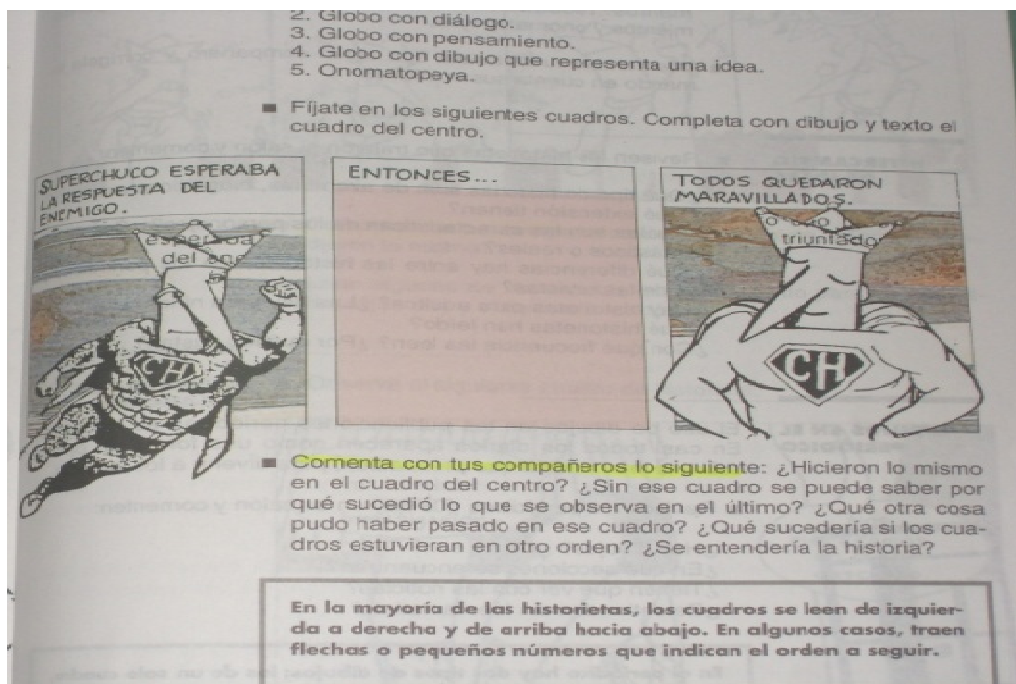 2. Globo con diálogo.
3. Globo con pensamiento.
4. Globo con dibujo que representa una idea.
5. Onomatopeya.
■ Fíjate en los siguientes cuadros. Completa con dibujo y texto el
cuadro del centro.
SUPERCHUCO ESPERABA
LA RESPUESTA DEL
ENEMIGO.
esperaba
del ene
CH
ENTONCES...
TODOS QUEDARON
MARAVILLADOS.
triunfado
CH
■ Comenta con tus compañeros lo siguiente: ¿Hicieron lo mismo
en el cuadro del centro? ¿Sin ese cuadro se puede saber por
qué sucedió lo que se observa en el último? ¿Qué otra cosa
pudo haber pasado en ese cuadro? ¿Qué sucedería si los cua-
dros estuvieran en otro orden? ¿Se entendería la historia?
En la mayoría de las historietas, los cuadros se leen de izquier-
da a derecha y de arriba hacia abajo. En algunos casos, traen
flechas o pequeños números que indican el orden a seguir.